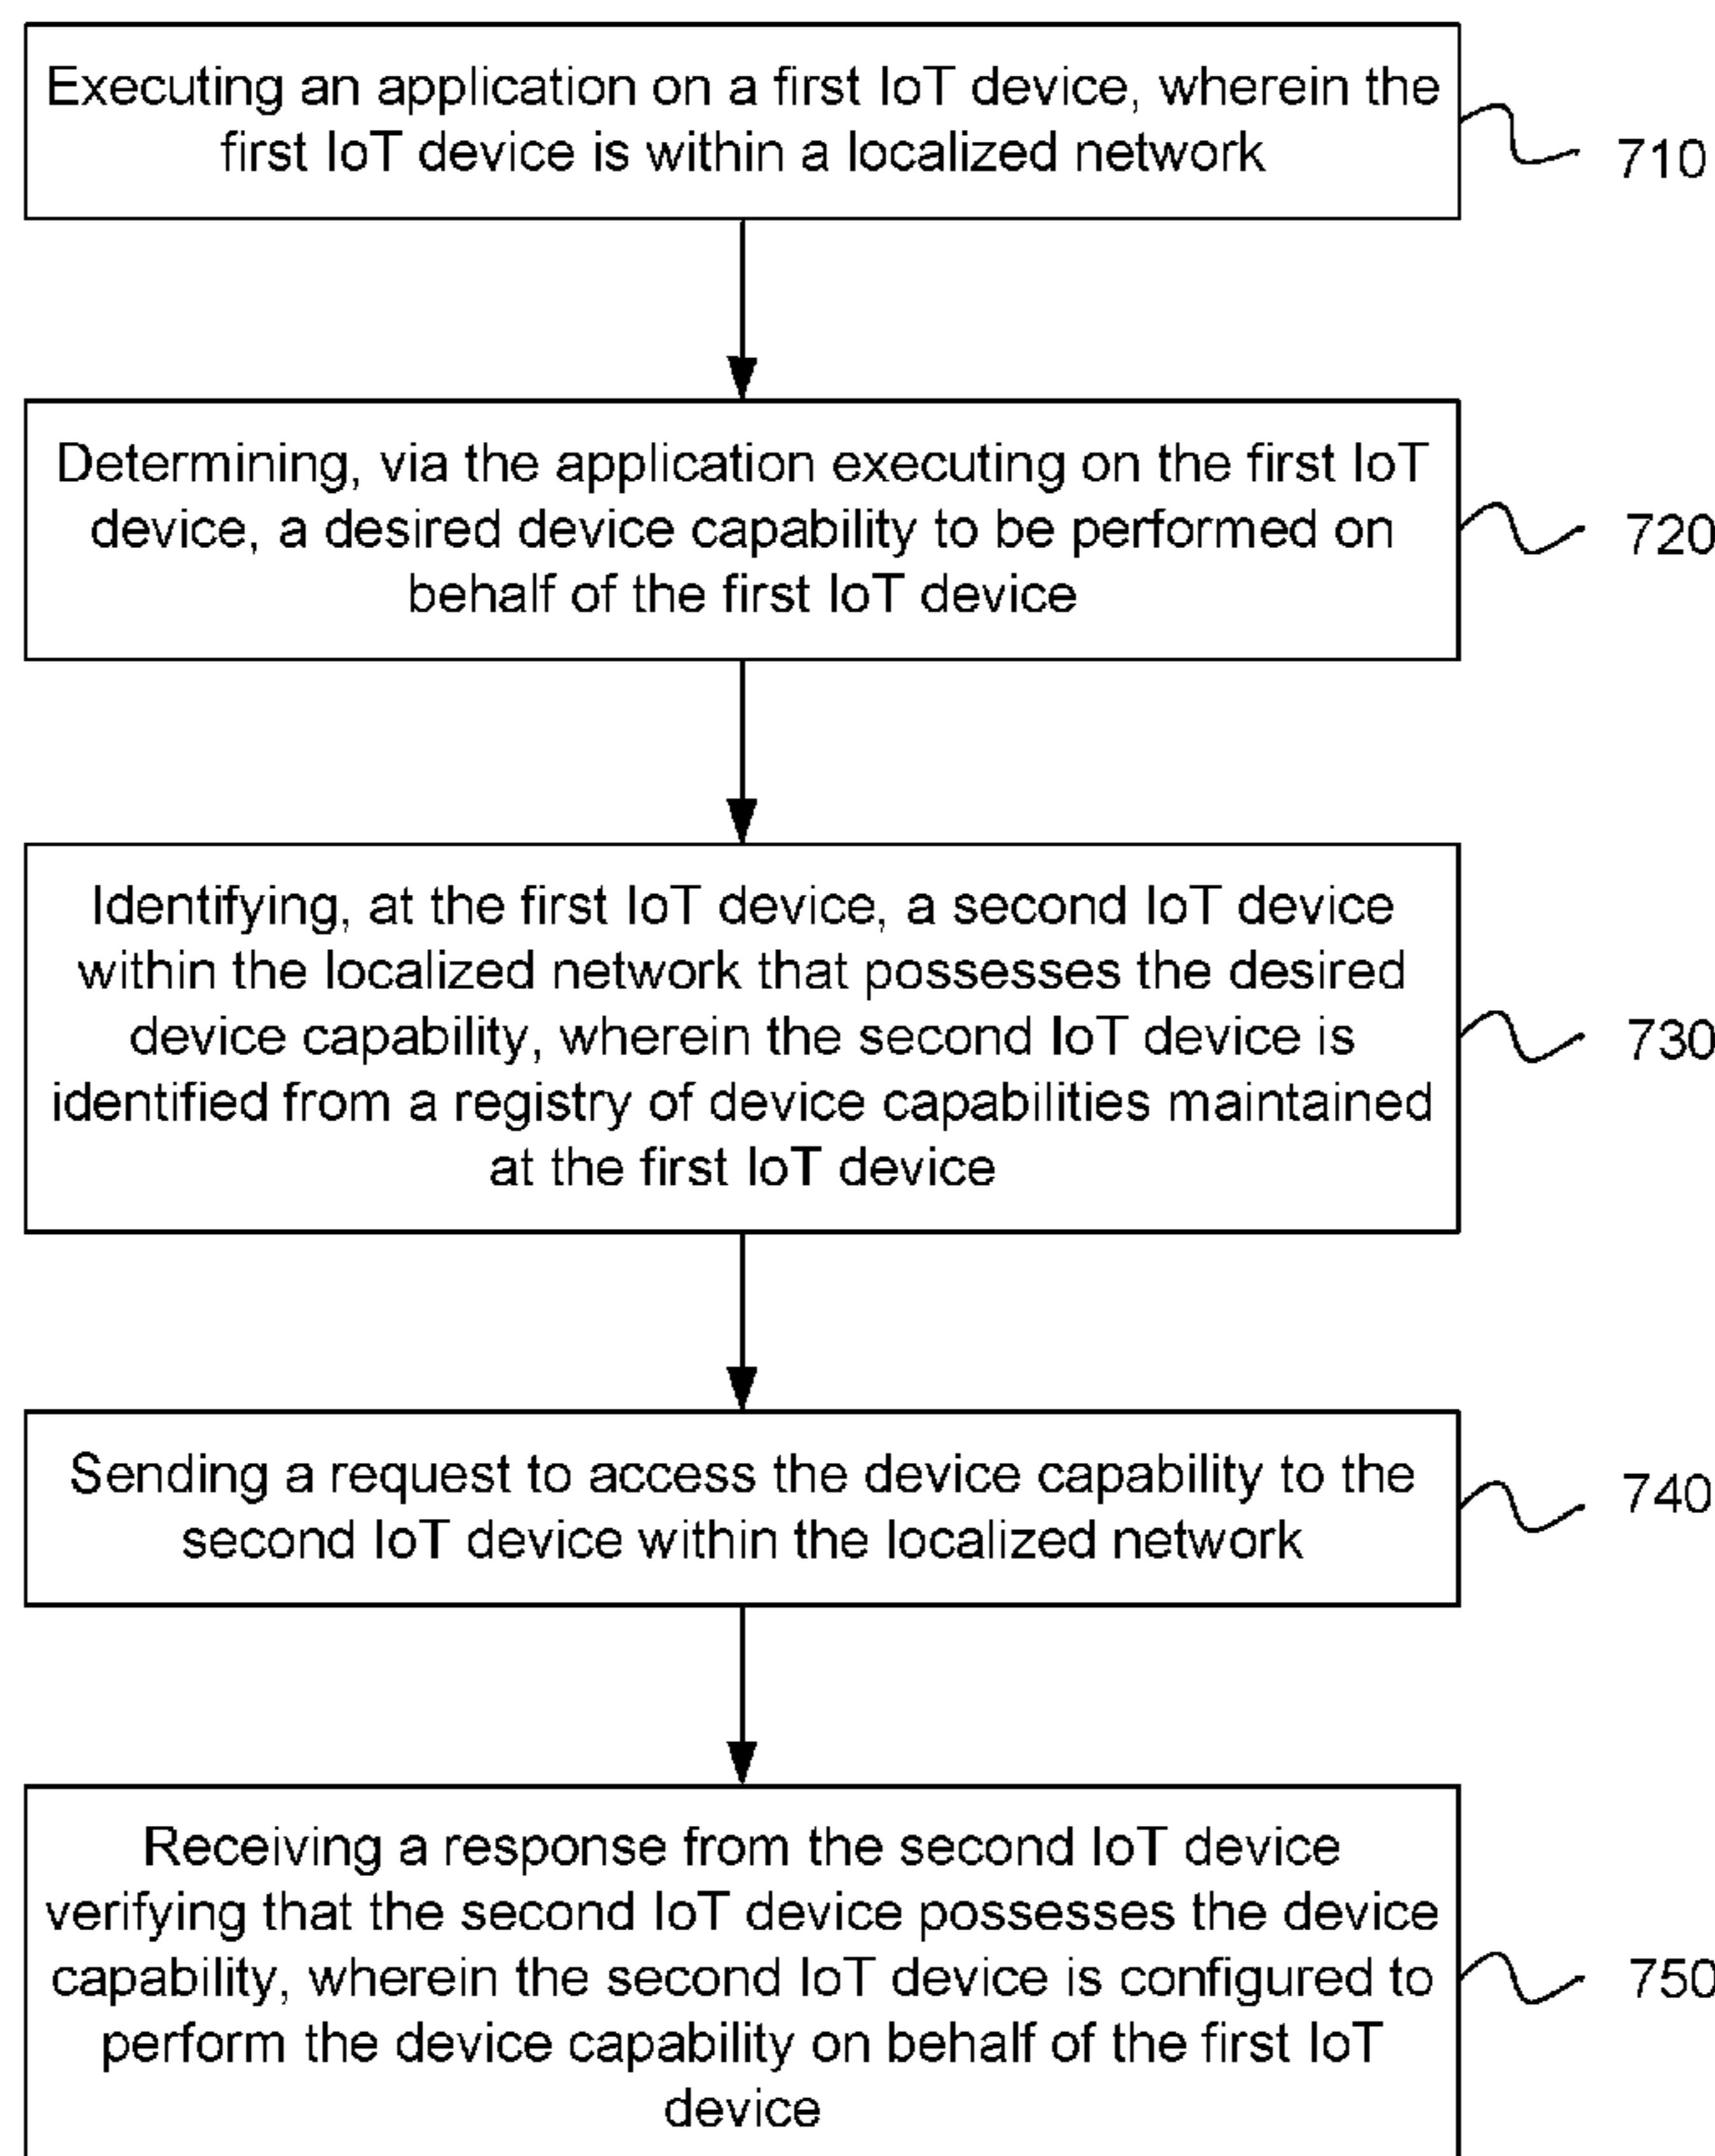 Executing an application on a first IoT device, wherein the
first IoT device is within a localized network
710
Determining, via the application executing on the first IoT
device, a desired device capability to be performed on
behalf of the first IoT device
720
Identifying, at the first IoT device, a second IoT device
within the localized network that possesses the desired
device capability, wherein the second IoT device is
identified from a registry of device capabilities maintained
at the first IoT device
730
Sending a request to access the device capability to the
second IoT device within the localized network
740
Receiving a response from the second IoT device
verifying that the second IoT device possesses the device
capability, wherein the second IoT device is configured to
perform the device capability on behalf of the first IoT
device
750